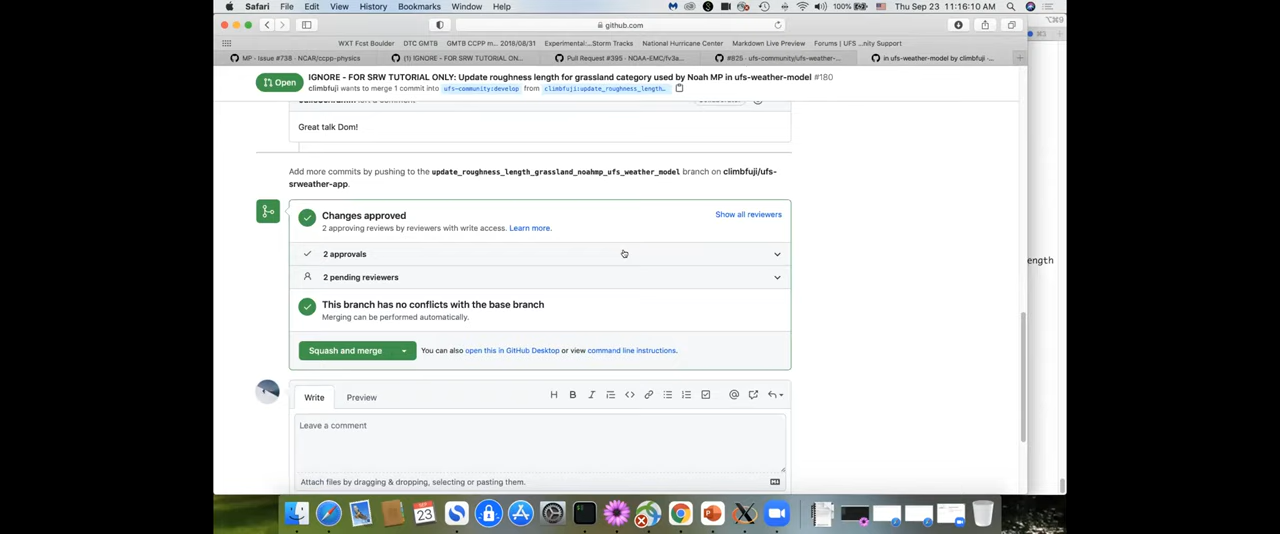 Safari File Edit View History Bookmarks Window Help 100% Thu Sep 23 11:16:10 AM
github.com
WXT Fcst Boulder DTC GMTB GMTB CCPP mm 2018/08/31 Experimental:...Storm Tracks National Hurricane Center Markdown Live Preview Forums | UFS ...nity Support
MP - Issue #738 · NCAR/ccpp-physics (1) IGNORE - FOR SRW TUTORIAL ON... Pull Request #395 · NOAA-EMC/fv3a... #825 · ufs-community/ufs-weather-... in ufs-weather-model by climbfuji ·...
Open IGNORE - FOR SRW TUTORIAL ONLY: Update roughness length for grassland category used by Noah MP in ufs-weather-model #180
climbfuji wants to merge 1 commit into ufs-community:develop from climbfuji:update_roughness_length_...
Great talk Dom!
Add more commits by pushing to the update_roughness_length_grassland_noahmp_ufs_weather_model branch on climbfuji/ufs-
srweather-app.
Changes approved
Show all reviewers
2 approving reviews by reviewers with write access. Learn more.
2 approvals
ength
2 pending reviewers
This branch has no conflicts with the base branch
Merging can be performed automatically.
Squash and merge You can also open this in GitHub Desktop or view command line instructions.
Write Preview
Leave a comment
Attach files by dragging & dropping, selecting or pasting them.